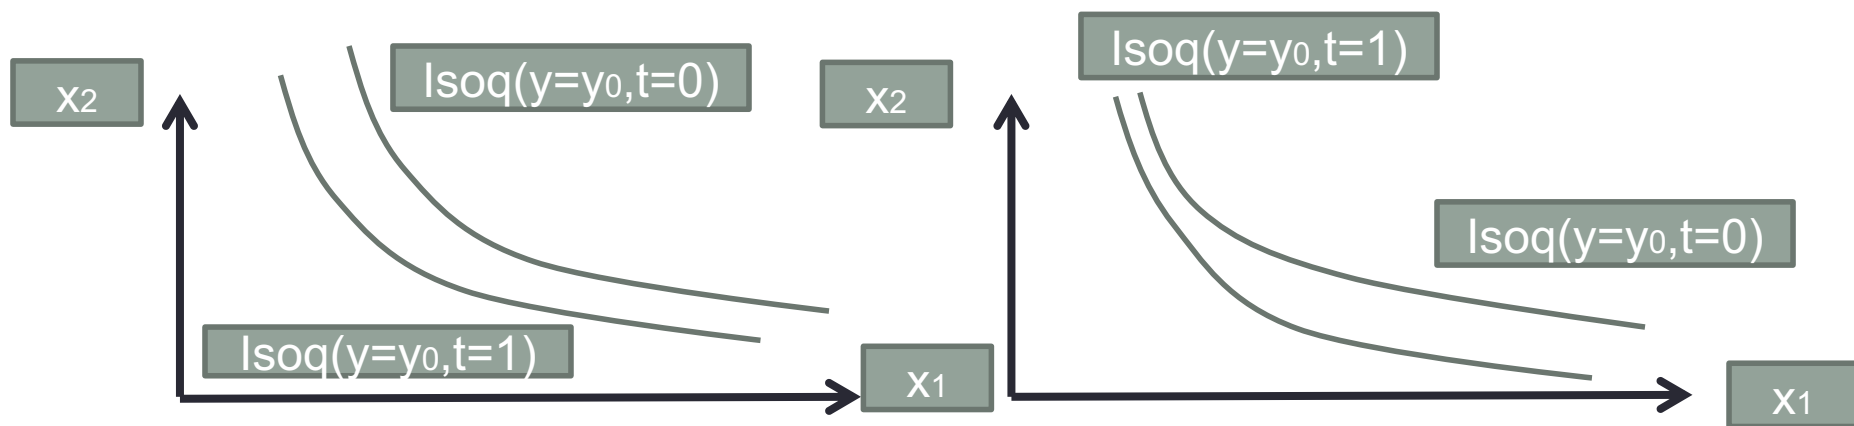 x2
Isoq(y=y0,t=0)
Isoq(y=y0,t=1)
x1
x2
Isoq(y=y0,t=1)
Isoq(y=y0,t=0)
x1